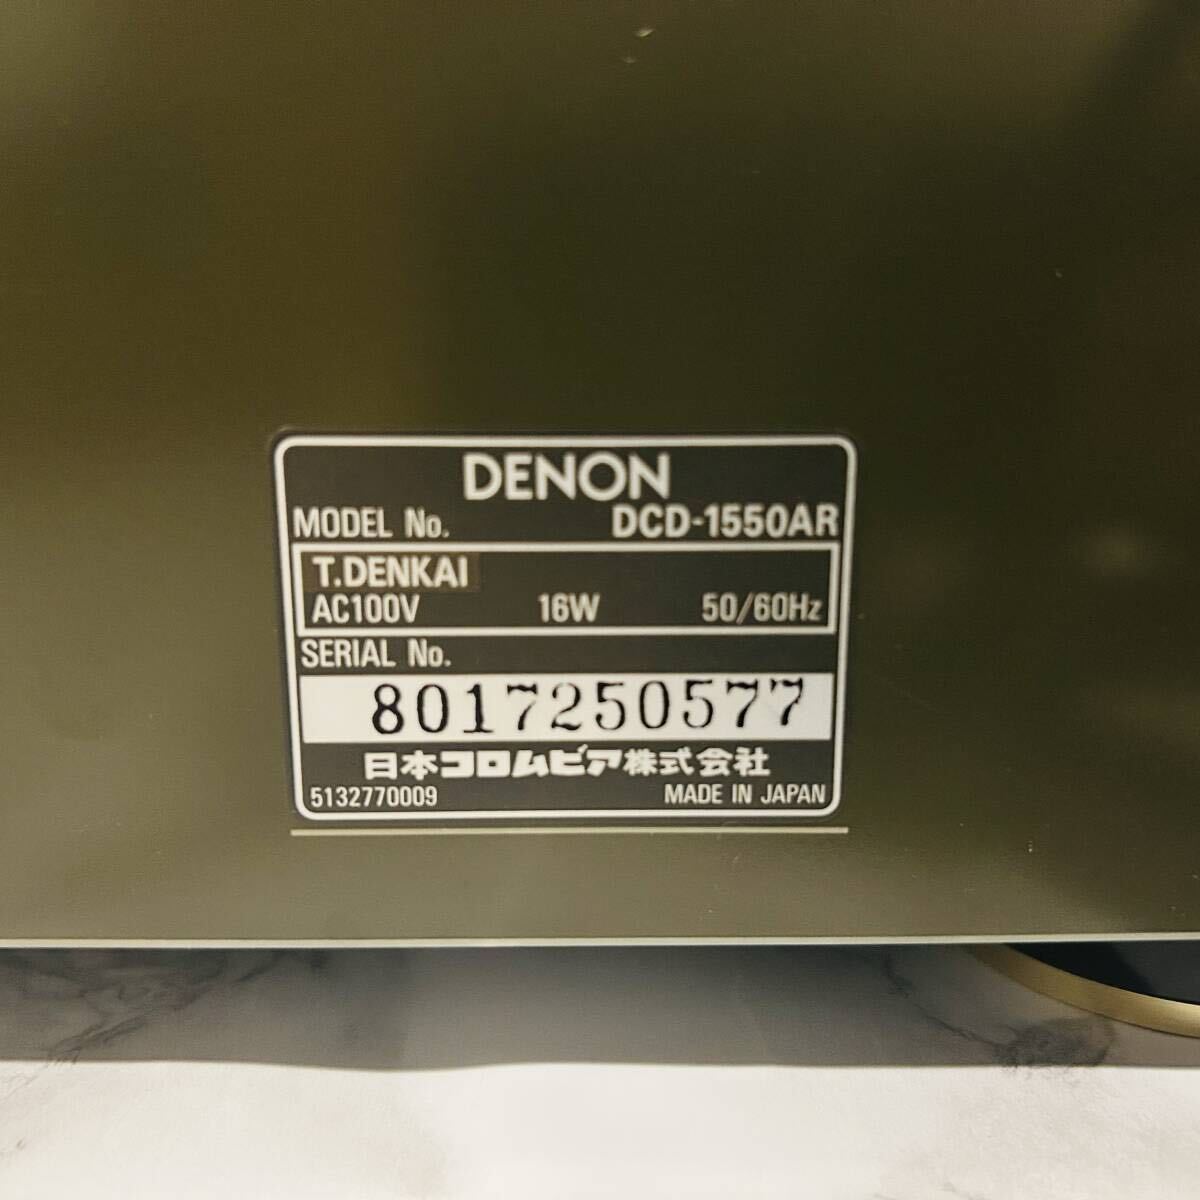 DENON
MODEL No. DCD-1550AR
T.DENKAI
AC100V 16W 50/60Hz
SERIAL No.
8017250577
日本コロムビア株式会社
5132770009 MADE IN JAPAN